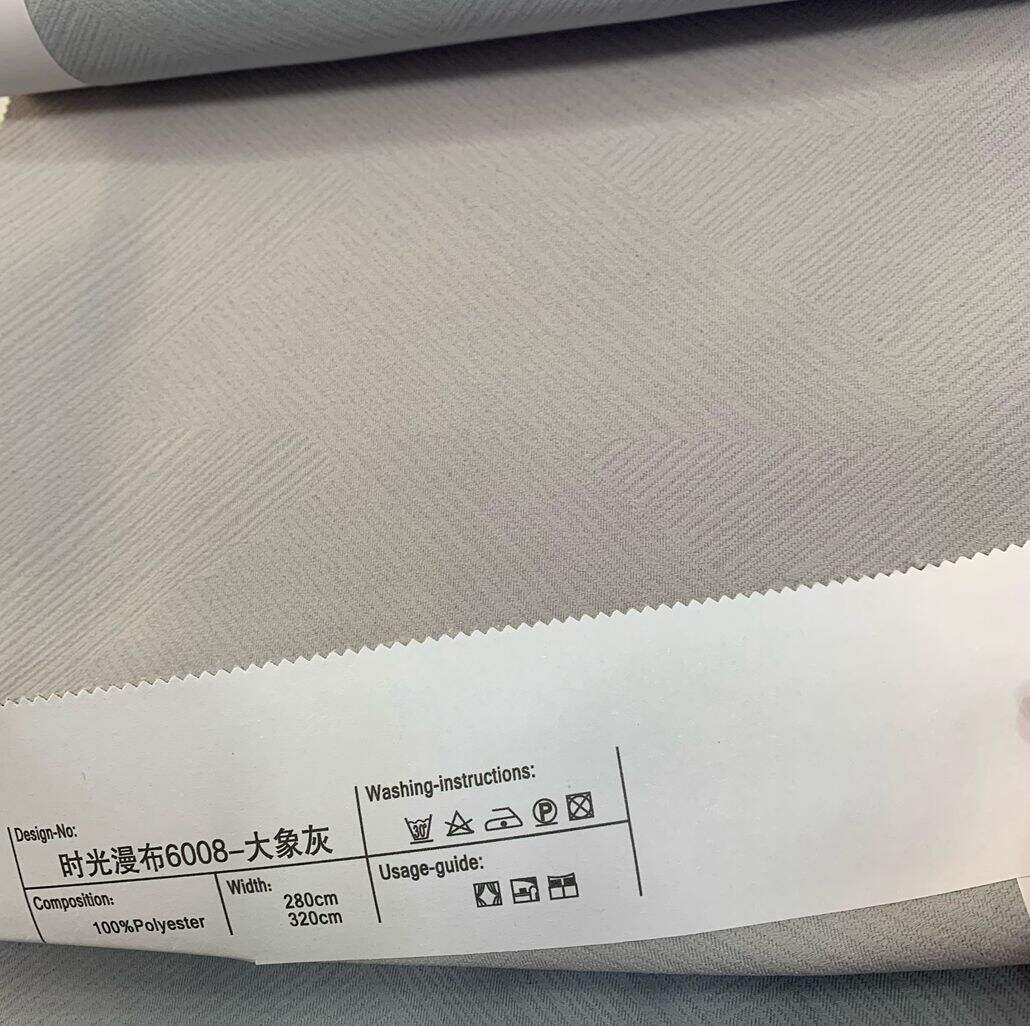 Design-No:
时光漫布6008-大象灰
Composition:
100%Polyester
Width:
280cm
320cm
Washing-instructions:
30°
P
Usage-guide: